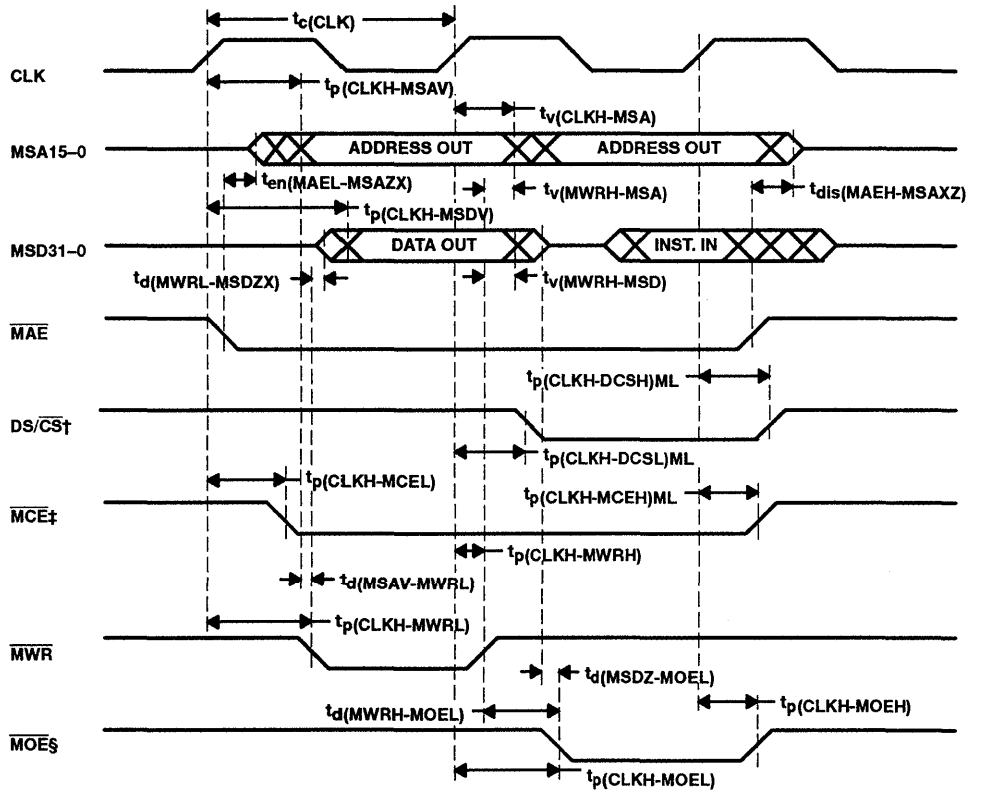 tc(CLK)
CLK
tp(CLKH-MSAV)
tv(CLKH-MSA)
MSA15–0
ADDRESS OUT
ADDRESS OUT
ten(MAEL-MSAZX)
tv(MWRH-MSA)
tdis(MAEH-MSAXZ)
tp(CLKH-MSDV)
MSD31–0
DATA OUT
INST. IN
td(MWRL-MSDZX)
tv(MWRH-MSD)
MAE
tp(CLKH-DCSH)ML
DS/CS†
tp(CLKH-DCSL)ML
tp(CLKH-MCEL)
tp(CLKH-MCEH)ML
MCE‡
tp(CLKH-MWRH)
td(MSAV-MWRL)
tp(CLKH-MWRL)
MWR
td(MSDZ-MOEL)
td(MWRH-MOEL)
tp(CLKH-MOEH)
MOE§
tp(CLKH-MOEL)